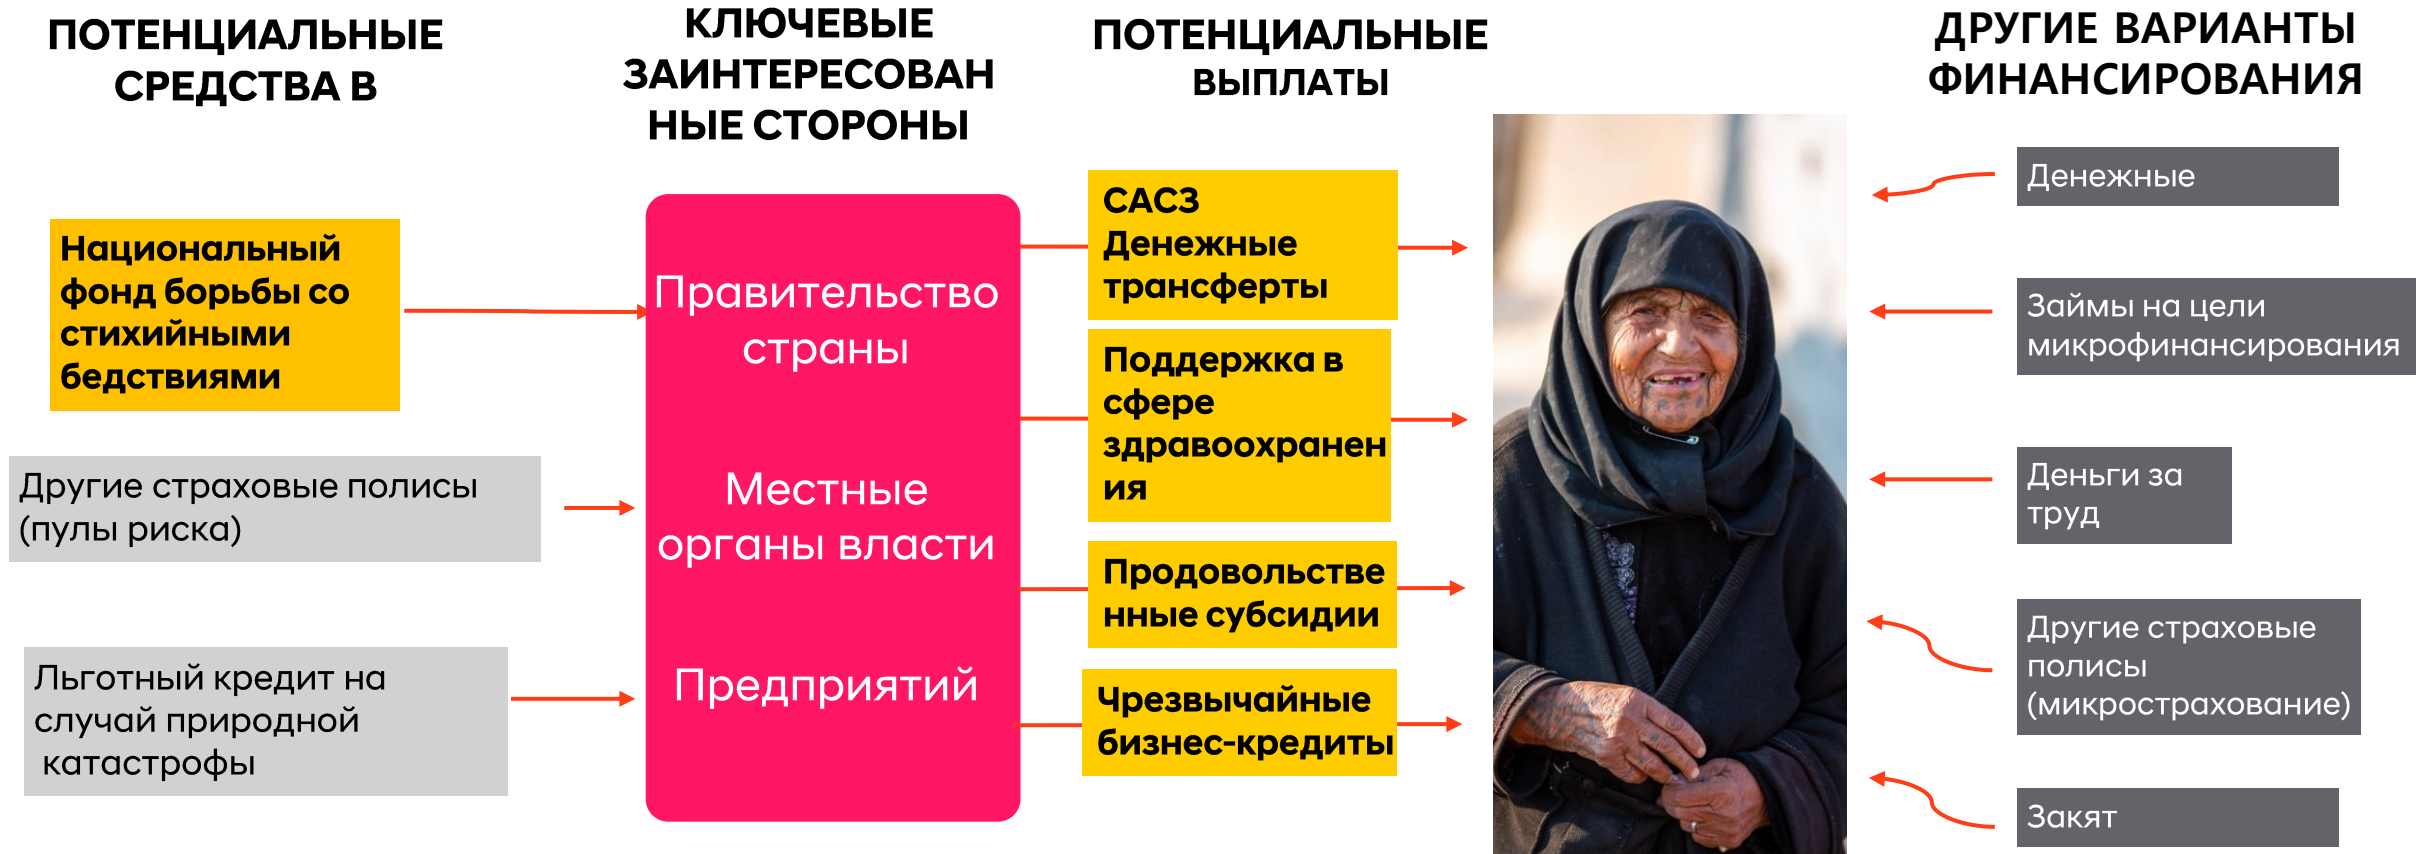 ПОТЕНЦИАЛЬНЫЕ
СРЕДСТВА В
КЛЮЧЕВЫЕ
ЗАИНТЕРЕСОВАН
НЫЕ СТОРОНЫ
ПОТЕНЦИАЛЬНЫЕ
ВЫПЛАТЫ
ДРУГИЕ ВАРИАНТЫ
ФИНАНСИРОВАНИЯ
Национальный
фонд борьбы со
стихийными
бедствиями
Другие страховые полисы
(пулы риска)
Льготный кредит на
случай природной
катастрофы
Правительство
страны
Местные
органы власти
Предприятий
САСЗ
Денежные
трансферты
Поддержка в
сфере
здравоохранен
ия
Продовольстве
нные субсидии
Чрезвычайные
бизнес-кредиты
Денежные
Займы на цели
микрофинансирования
Деньги за
труд
Другие страховые
полисы
(микрострахование)
Закят